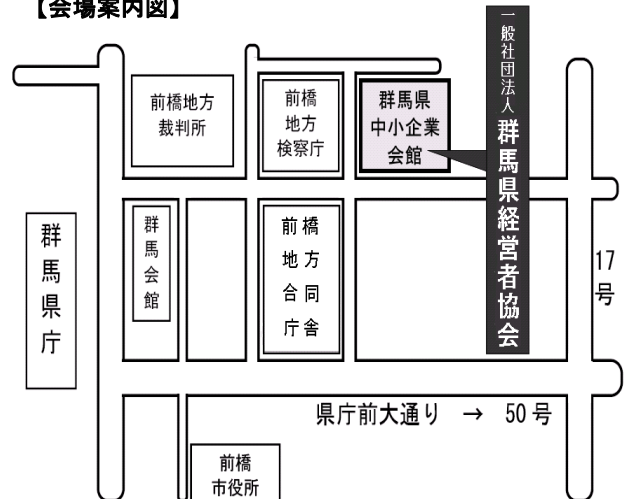 【会場案内図】
前橋地方
裁判所
前橋
地方
検察庁
群馬県
中小企業
会館
一般社団法人 群馬県経営者協会
群馬県庁
群馬会館
前橋
地方
合同
庁舎
17
号
県庁前大通り → 50号
前橋
市役所